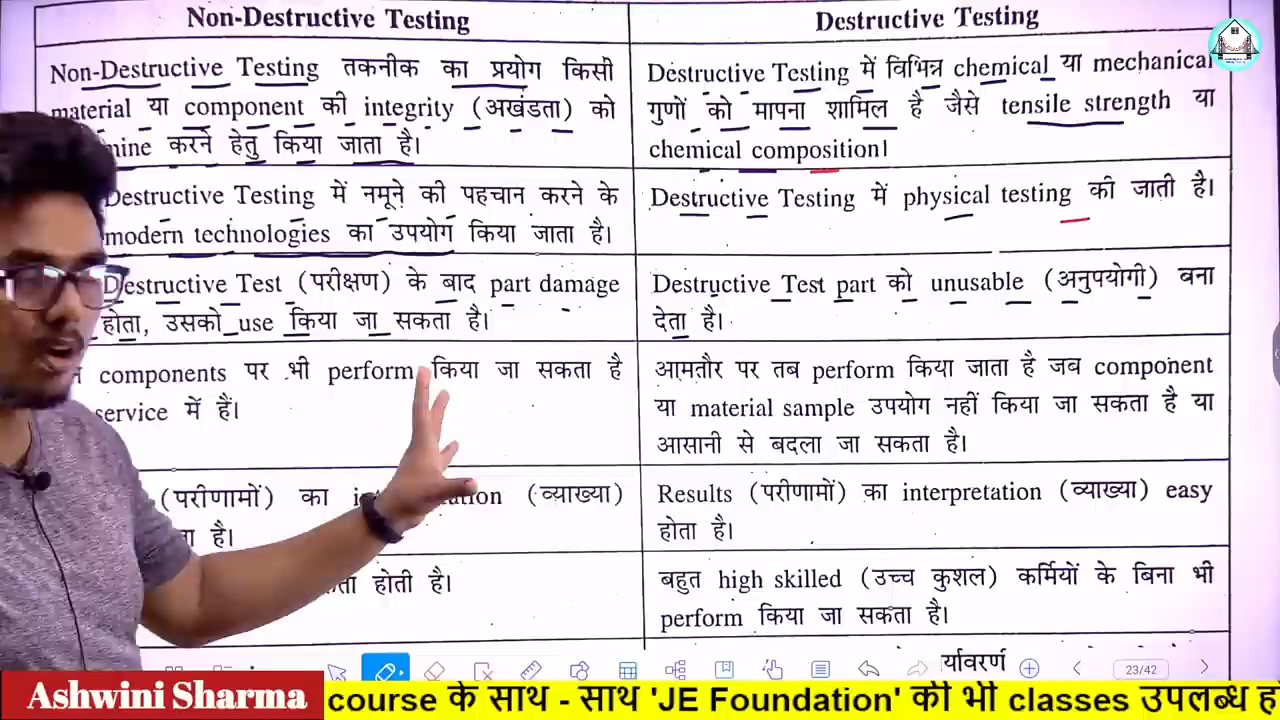 Non-Destructive Testing
Destructive Testing
Non-Destructive Testing तकनीक का प्रयोग किसी
material या component की integrity (अखंडता) को
करने हेतु किया जाता है।
Destructive Testing में विभिन्न chemical या mechanical
गुणों को मापना शामिल है जैसे tensile strength या
chemical composition।
Destructive Testing में नमूने की पहचान करने के
modern technologies का उपयोग किया जाता है।
Destructive Testing में physical testing की जाती है।
Destructive Test (परीक्षण) के बाद part damage
होता, उसको use किया जा सकता है।
Destructive Test part को unusable (अनुपयोगी) बना
देता है।
components पर भी perform किया जा सकता है
service में हैं।
आमतौर पर तब perform किया जाता है जब component
या material sample उपयोग नहीं किया जा सकता है या
आसानी से बदला जा सकता है।
(परीणामों) का (व्याख्या)
है।
Results (परीणामों) का interpretation (व्याख्या) easy
होता है।
होती है।
बहुत high skilled (उच्च कुशल) कर्मियों के बिना भी
perform किया जा सकता है।
23/42
Ashwini Sharma
course के साथ - साथ 'JE Foundation' की भी classes उपलब्ध